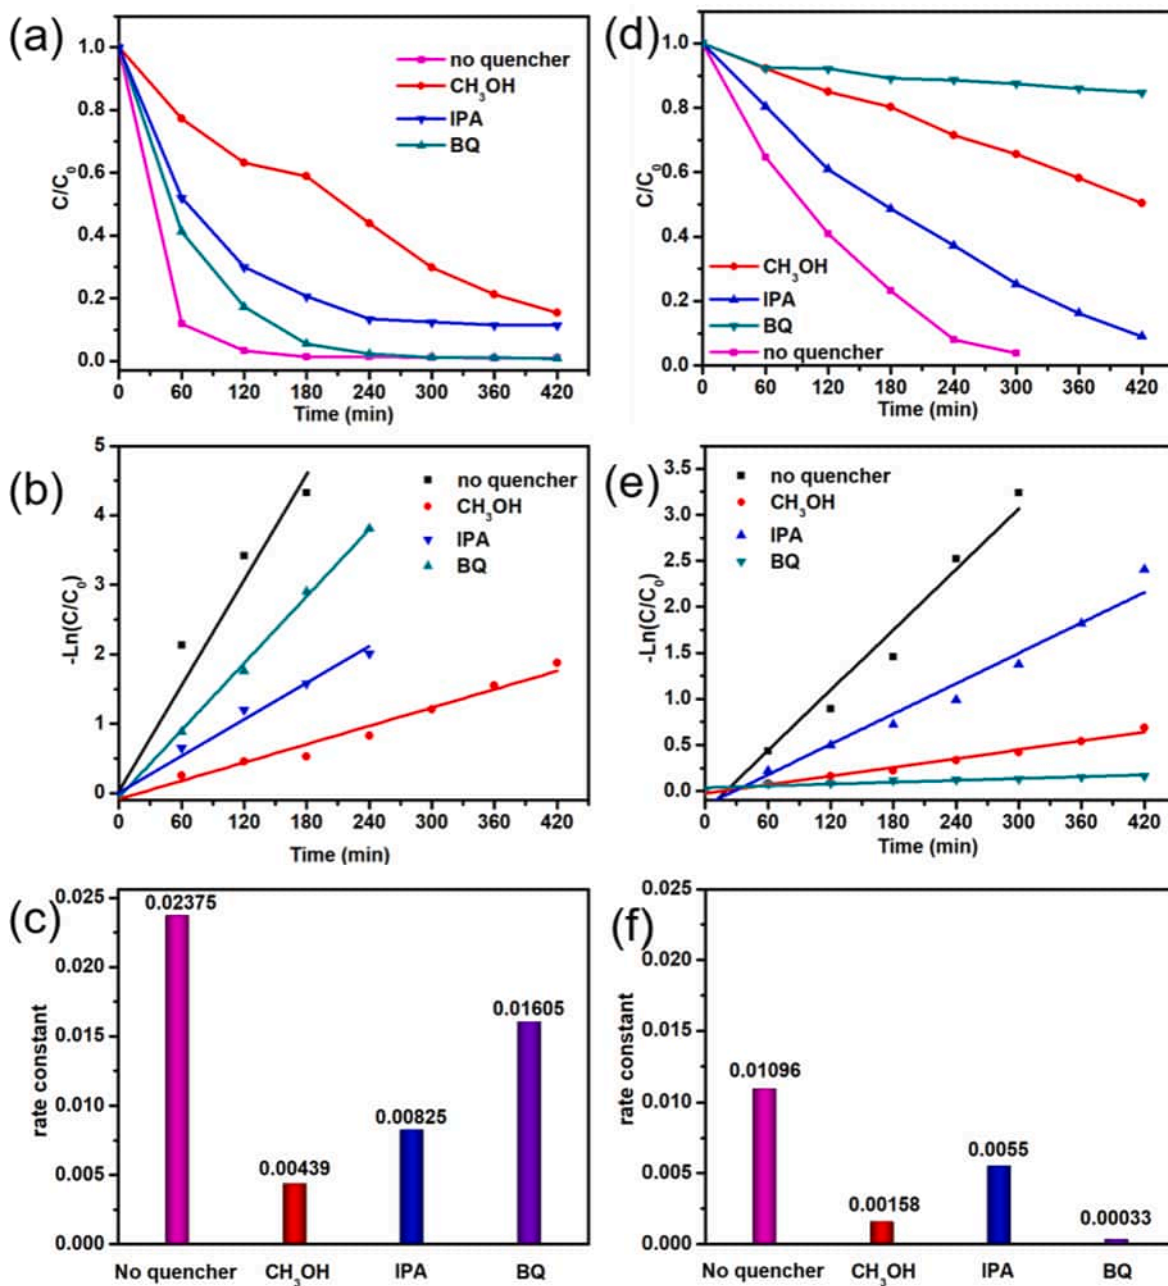 (a)
1.0
0.8
0.6
0.4
0.2
0.0
C/C₀
no quencher
CH₃OH
IPA
BQ
0 60 120 180 240 300 360 420
Time (min)
(d)
1.0
0.8
0.6
0.4
0.2
0.0
C/C₀
CH₃OH
IPA
BQ
no quencher
0 60 120 180 240 300 360 420
Time (min)
(b)
5
4
3
2
1
0
-Ln(C/C₀)
no quencher
CH₃OH
IPA
BQ
0 60 120 180 240 300 360 420
Time (min)
(e)
3.5
3.0
2.5
2.0
1.5
1.0
0.5
0.0
-Ln(C/C₀)
no quencher
CH₃OH
IPA
BQ
0 60 120 180 240 300 360 420
Time (min)
(c)
0.025
0.020
0.015
0.010
0.005
0.000
rate constant
0.02375
0.00439
0.00825
0.01605
No quencher CH₃OH IPA BQ
(f)
0.025
0.020
0.015
0.010
0.005
0.000
rate constant
0.01096
0.00158
0.0055
0.00033
No quencher CH₃OH IPA BQ